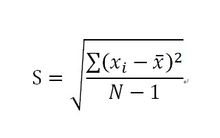 S = √(∑(xᵢ − x̄)² / (N − 1))